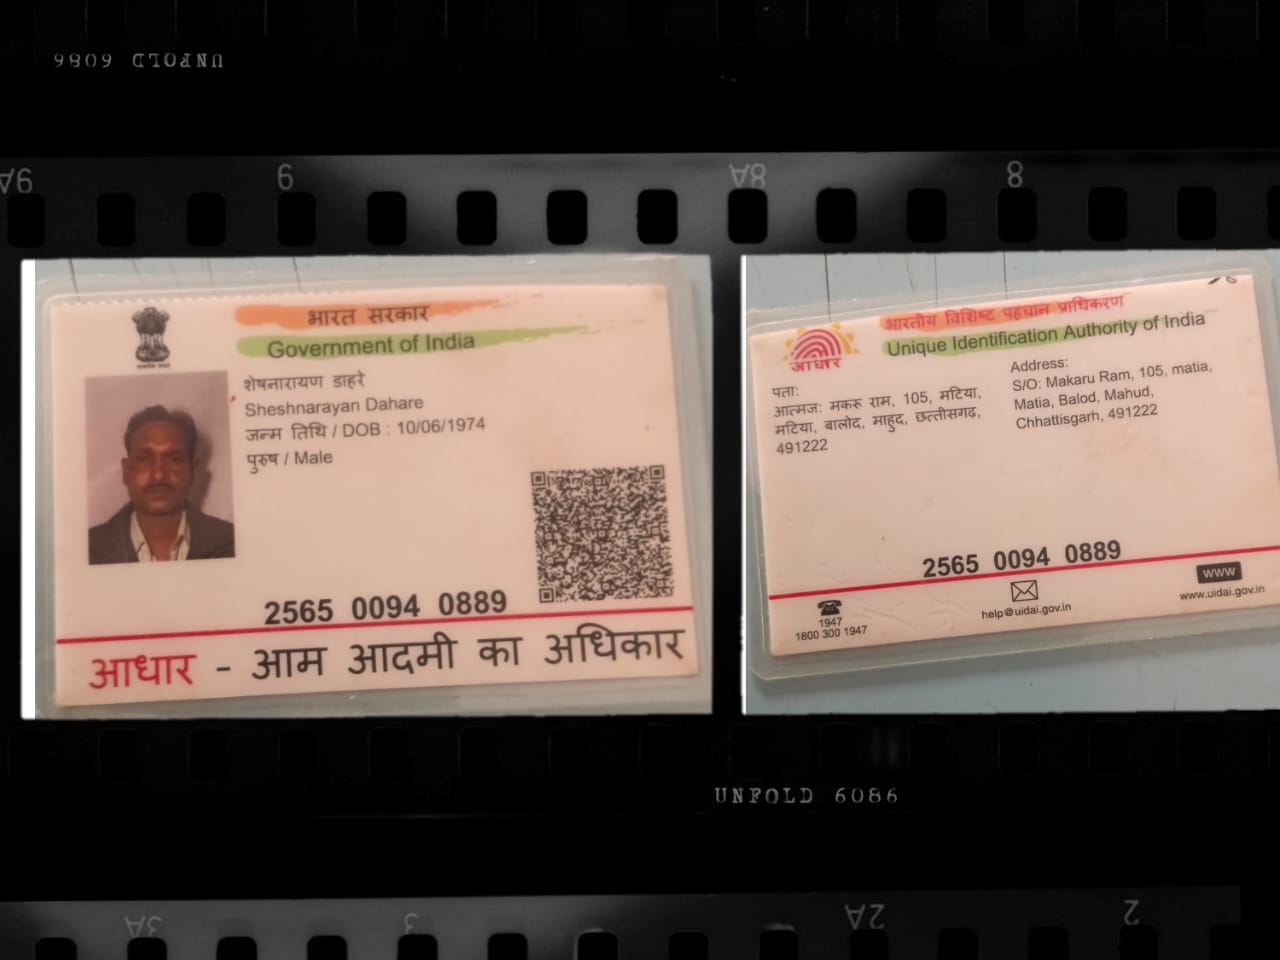 UNFOLD 6086
9A
9
8A
8
भारत सरकार
Government of India
शेषनारायण डाहरे
Sheshnarayan Dahare
जन्म तिथि / DOB : 10/06/1974
पुरुष / Male
2565 0094 0889
आधार - आम आदमी का अधिकार
भारतीय विशिष्ट पहचान प्राधिकरण
Unique Identification Authority of India
आधार
पता:
आत्मज: मकरु राम, 105, मटिया,
मटिया, बालोद, माहुद, छत्तीसगढ़,
491222
Address:
S/O: Makaru Ram, 105, matia,
Matia, Balod, Mahud,
Chhattisgarh, 491222
2565 0094 0889
1947
1800 300 1947
help@uidai.gov.in
www
www.uidai.gov.in
UNFOLD 6086
3A
3
2A
2